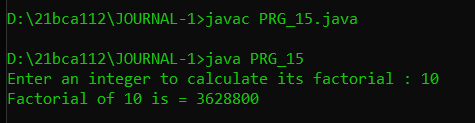 D:\21bca112\JOURNAL-1>javac PRG_15.java
D:\21bca112\JOURNAL-1>java PRG_15
Enter an integer to calculate its factorial : 10
Factorial of 10 is = 3628800